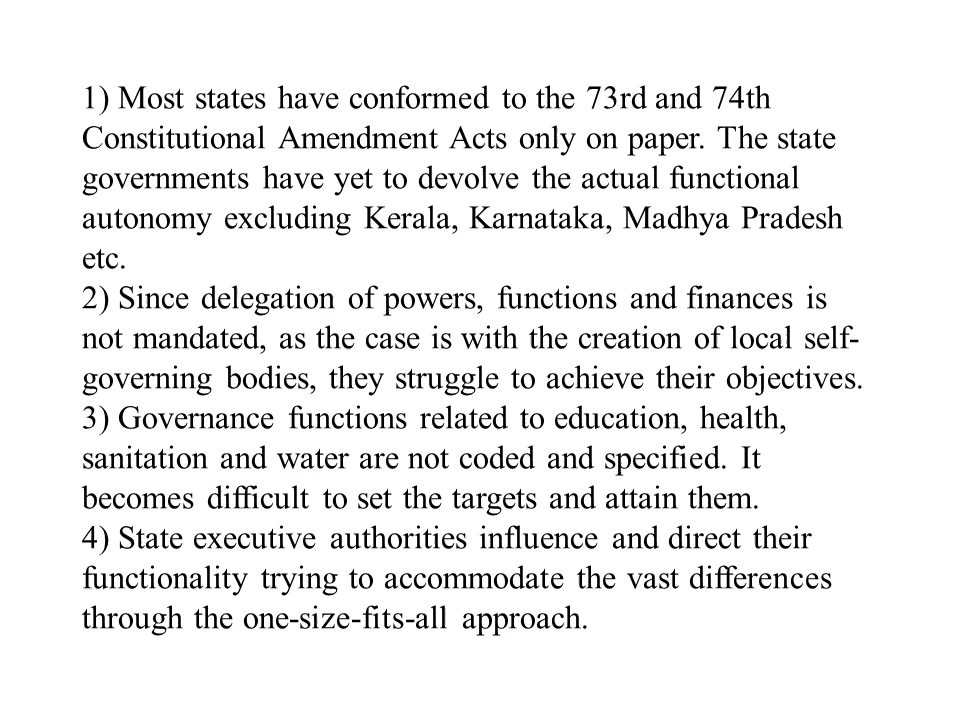 1) Most states have conformed to the 73rd and 74th
Constitutional Amendment Acts only on paper. The state
governments have yet to devolve the actual functional
autonomy excluding Kerala, Karnataka, Madhya Pradesh
etc.
2) Since delegation of powers, functions and finances is
not mandated, as the case is with the creation of local self-
governing bodies, they struggle to achieve their objectives.
3) Governance functions related to education, health,
sanitation and water are not coded and specified. It
becomes difficult to set the targets and attain them.
4) State executive authorities influence and direct their
functionality trying to accommodate the vast differences
through the one-size-fits-all approach.